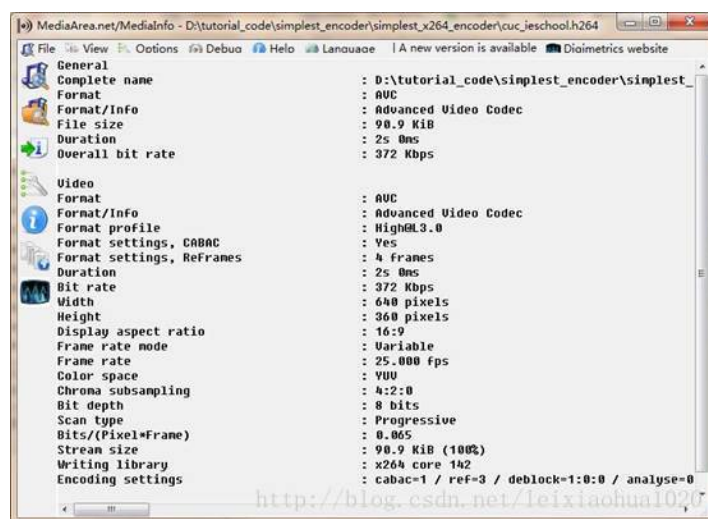 MediaArea.net/MediaInfo - D:\tutorial_code\simplest_encoder\simplest_x264_encoder\cuc_ieschool.h264
File View Options Debug Help Language | A new version is available Digimetrics website
General
Complete name : D:\tutorial_code\simplest_encoder\simplest_
Format : AVC
Format/Info : Advanced Video Codec
File size : 90.9 KiB
Duration : 2s 0ms
Overall bit rate : 372 Kbps
Video
Format : AVC
Format/Info : Advanced Video Codec
Format profile : High@L3.0
Format settings, CABAC : Yes
Format settings, ReFrames : 4 frames
Duration : 2s 0ms
Bit rate : 372 Kbps
Width : 640 pixels
Height : 360 pixels
Display aspect ratio : 16:9
Frame rate mode : Variable
Frame rate : 25.000 fps
Color space : YUV
Chroma subsampling : 4:2:0
Bit depth : 8 bits
Scan type : Progressive
Bits/(Pixel*Frame) : 0.065
Stream size : 90.9 KiB (100%)
Writing library : x264 core 142
Encoding settings : cabac=1 / ref=3 / deblock=1:0:0 / analyse=0
http://blog.csdn.net/leixiaohua1020